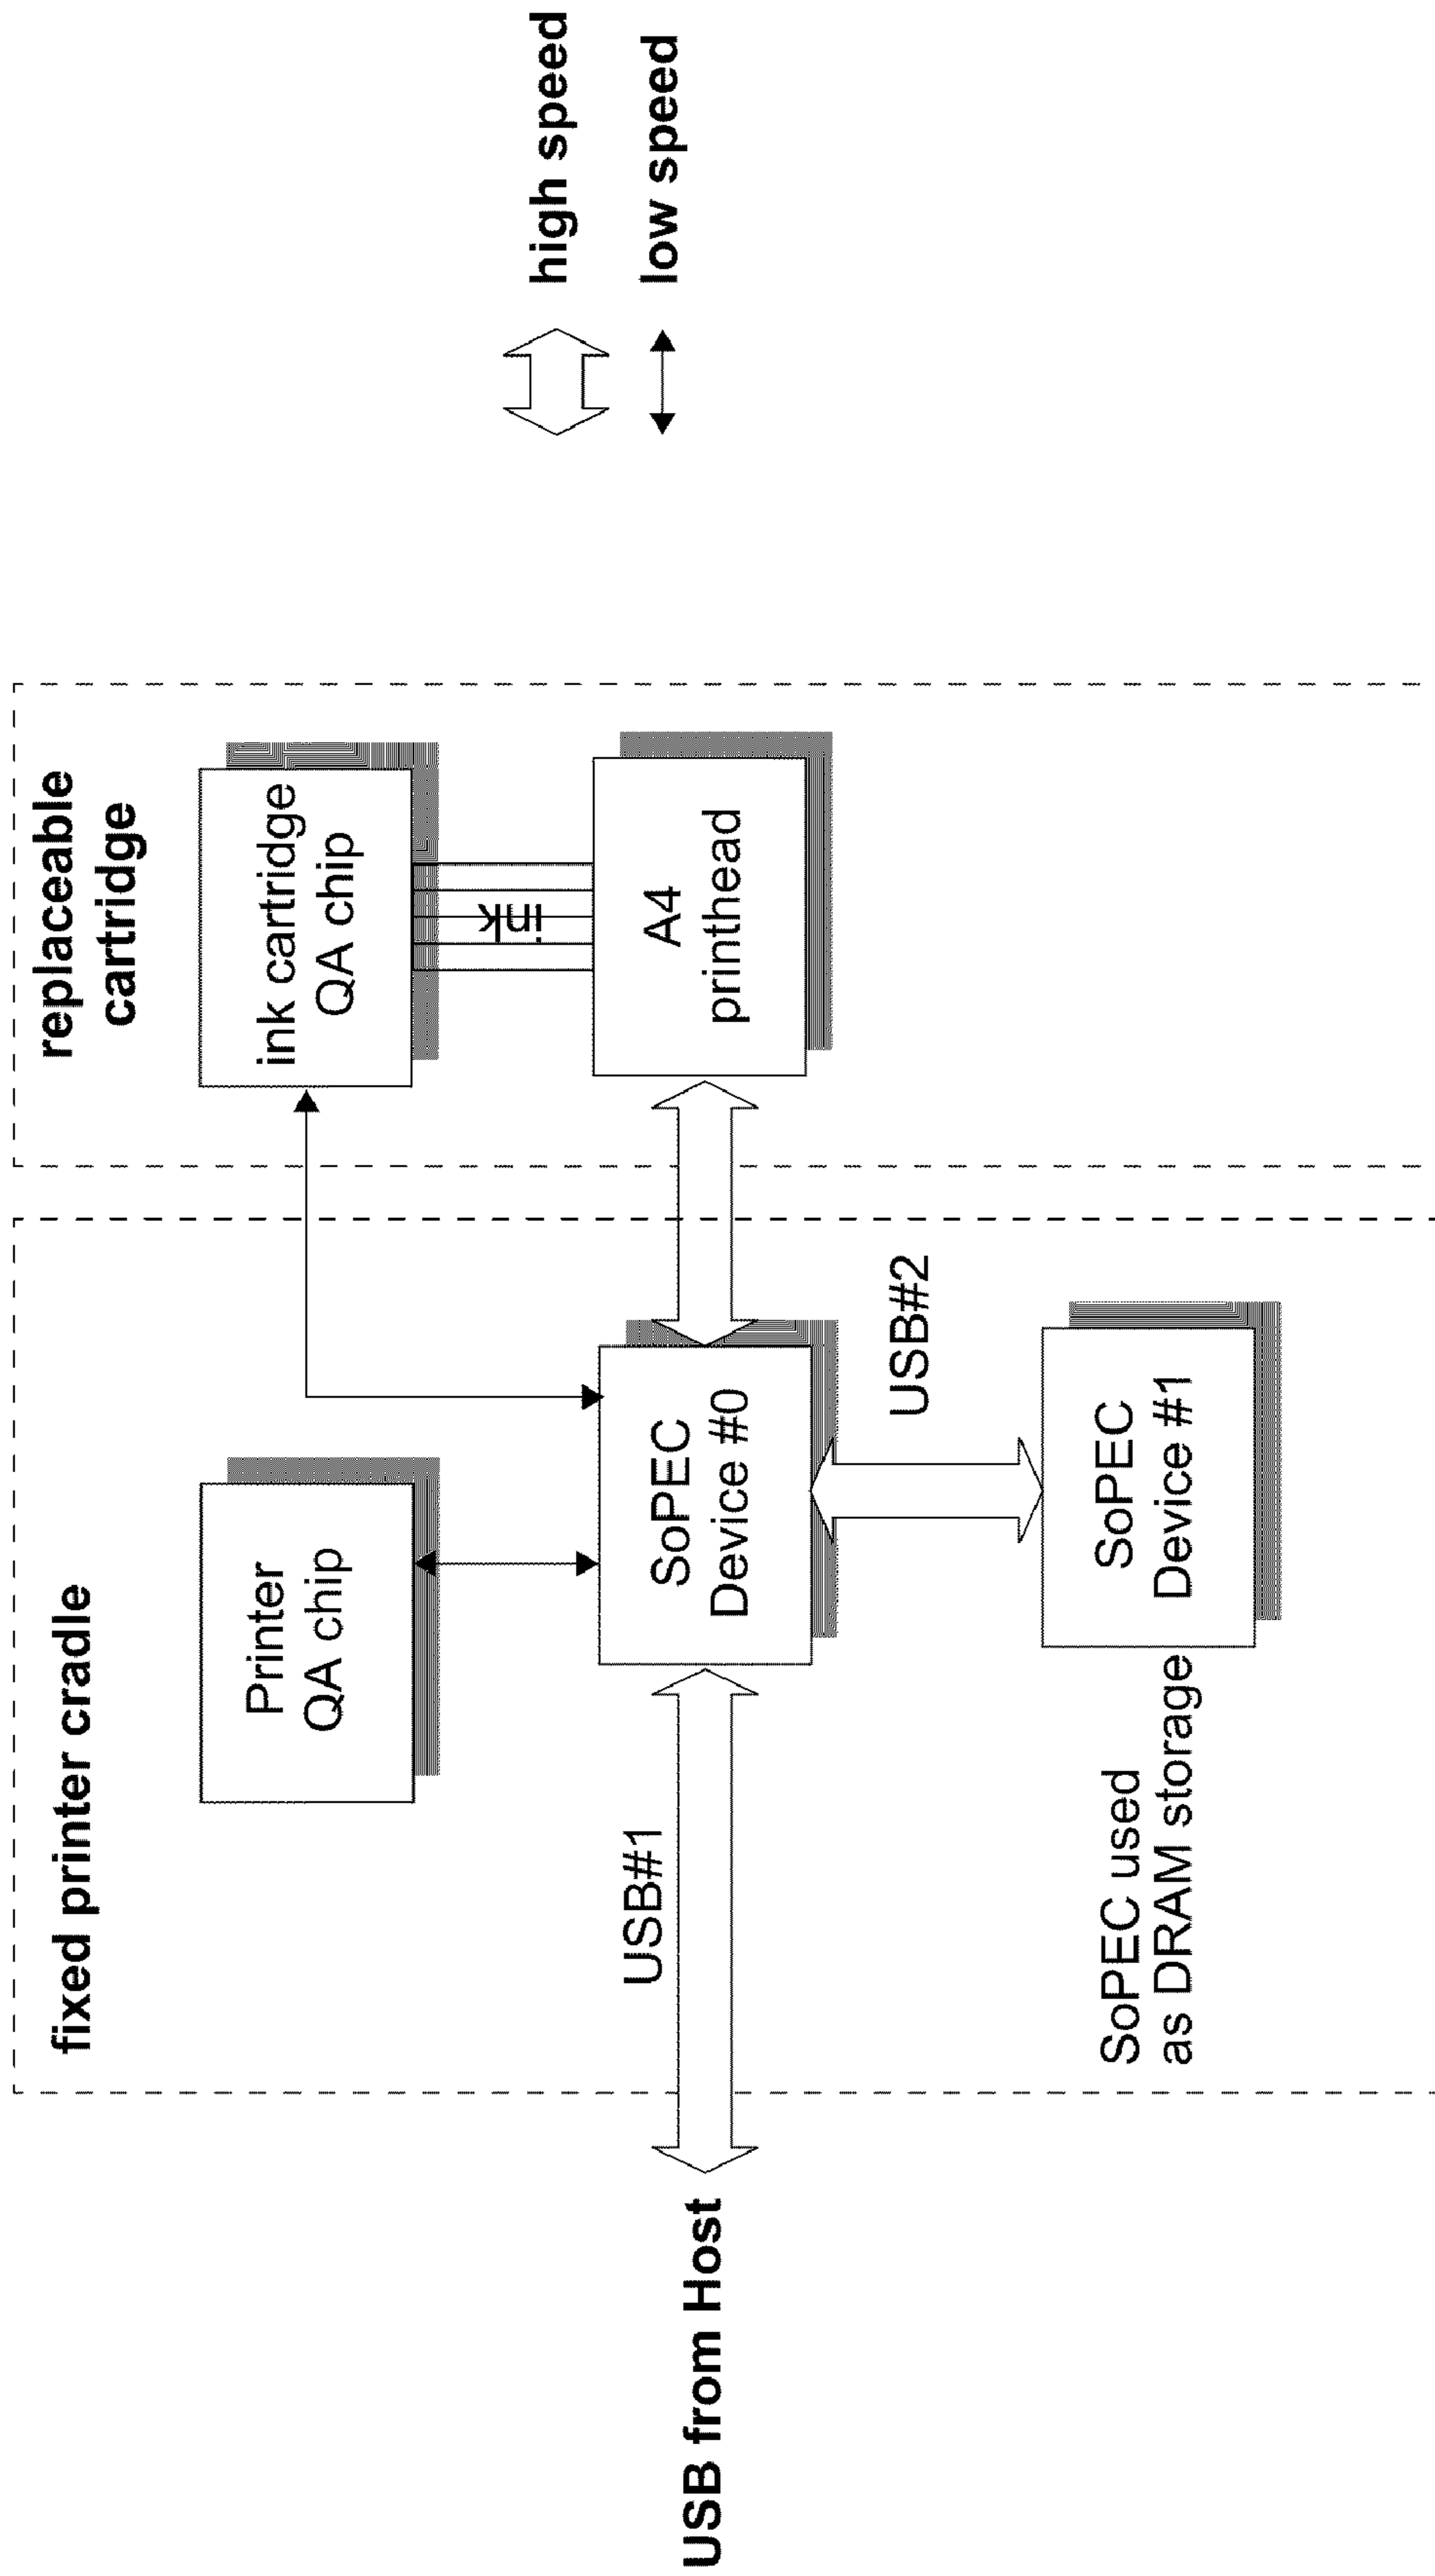 fixed printer cradle
replaceable
cartridge
Printer
QA chip
ink cartridge
QA chip
ink
high speed
low speed
USB#1
USB from Host
SoPEC
Device #0
A4
printhead
USB#2
SoPEC used
as DRAM storage
SoPEC
Device #1